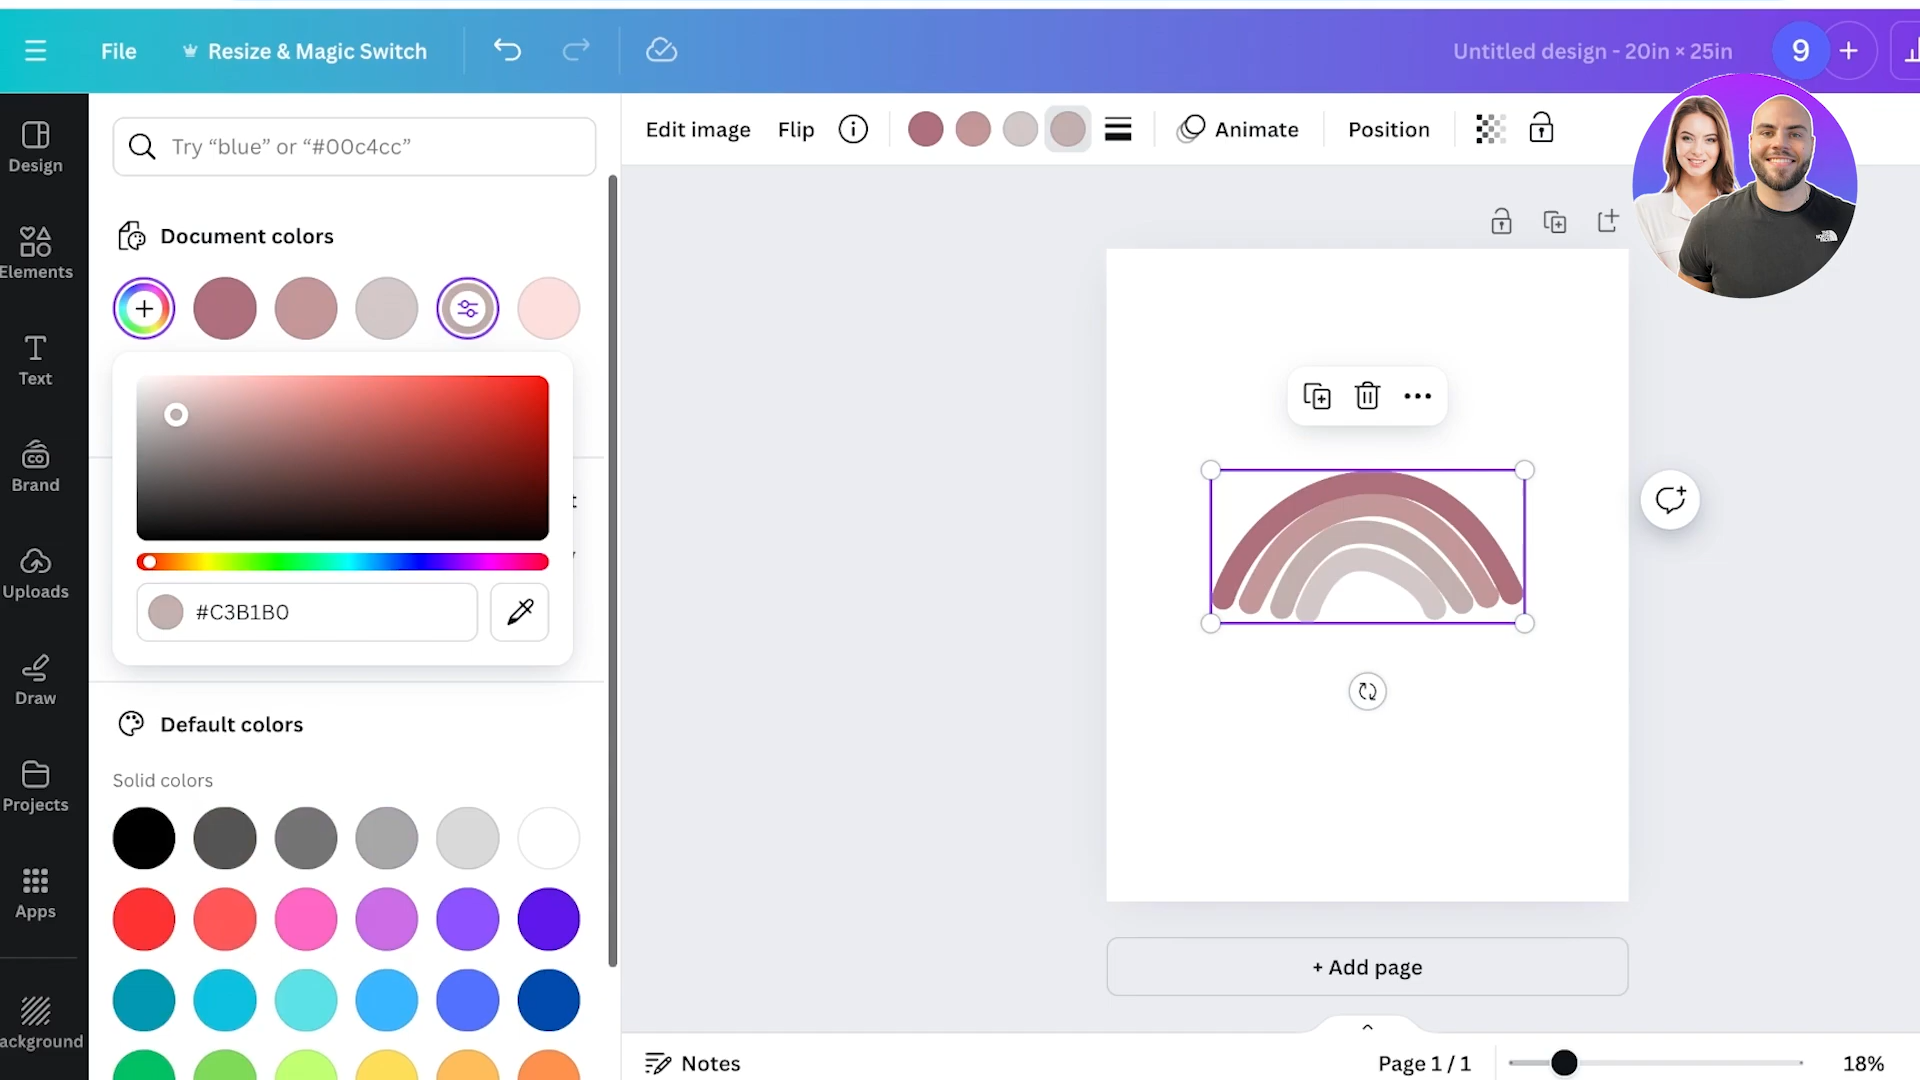 File
Resize & Magic Switch
Untitled design - 20in × 25in
9
Design
Elements
Text
Brand
Uploads
Draw
Projects
Apps
ackground
Try “blue” or “#00c4cc”
Document colors
#C3B1B0
Default colors
Solid colors
Edit image
Flip
Animate
Position
+ Add page
Notes
Page 1 / 1
18%